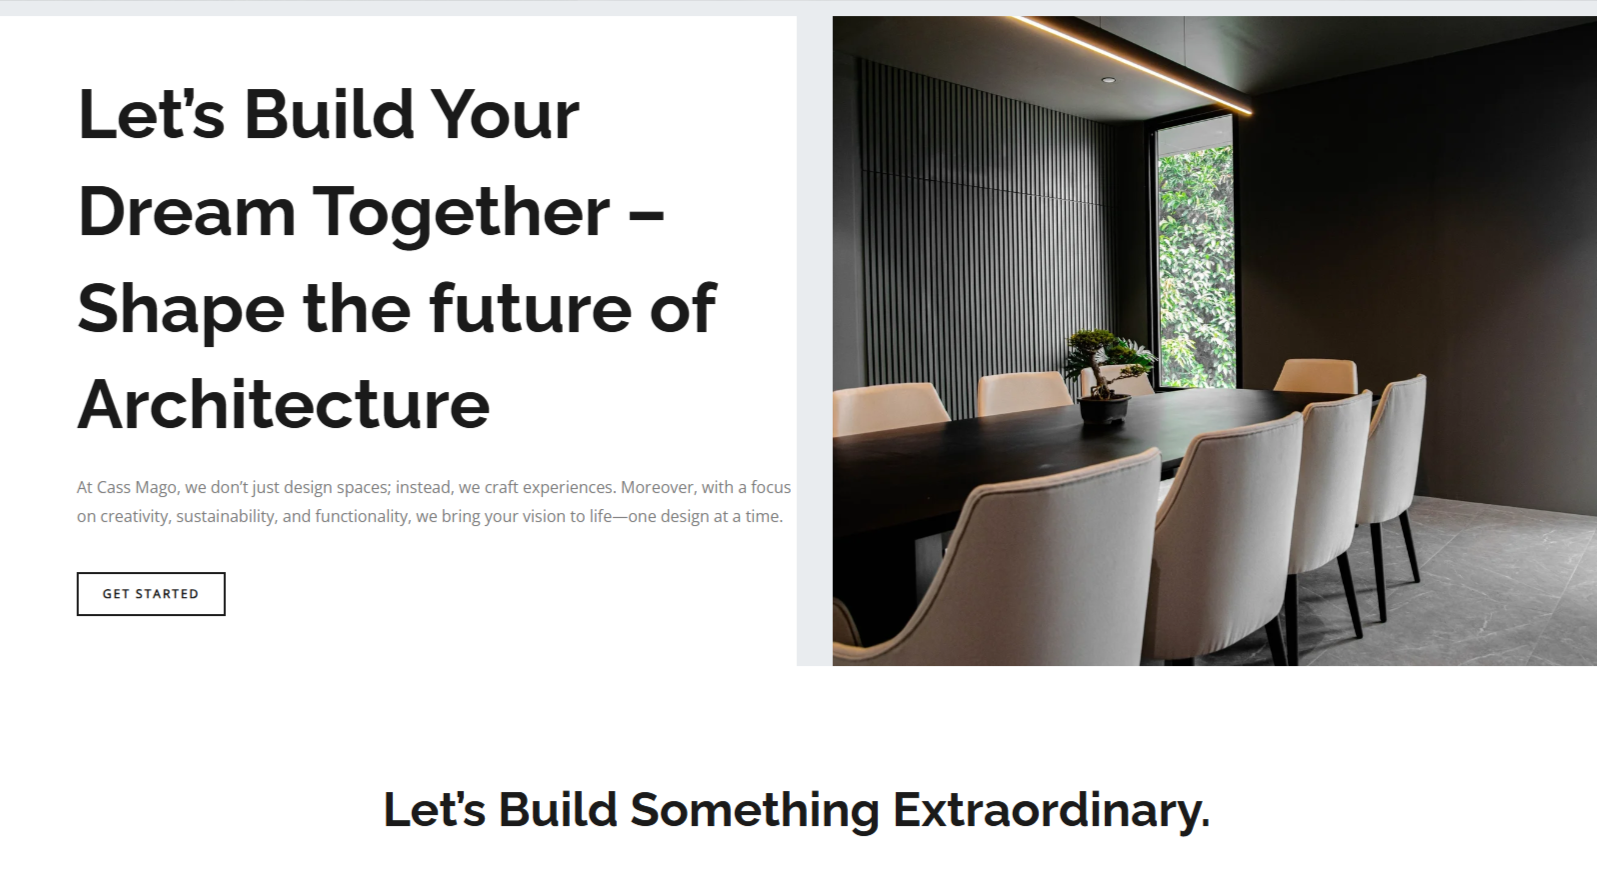 Let’s Build Your
Dream Together –
Shape the future of
Architecture
At Cass Mago, we don’t just design spaces; instead, we craft experiences. Moreover, with a focus
on creativity, sustainability, and functionality, we bring your vision to life—one design at a time.
GET STARTED
Let’s Build Something Extraordinary.